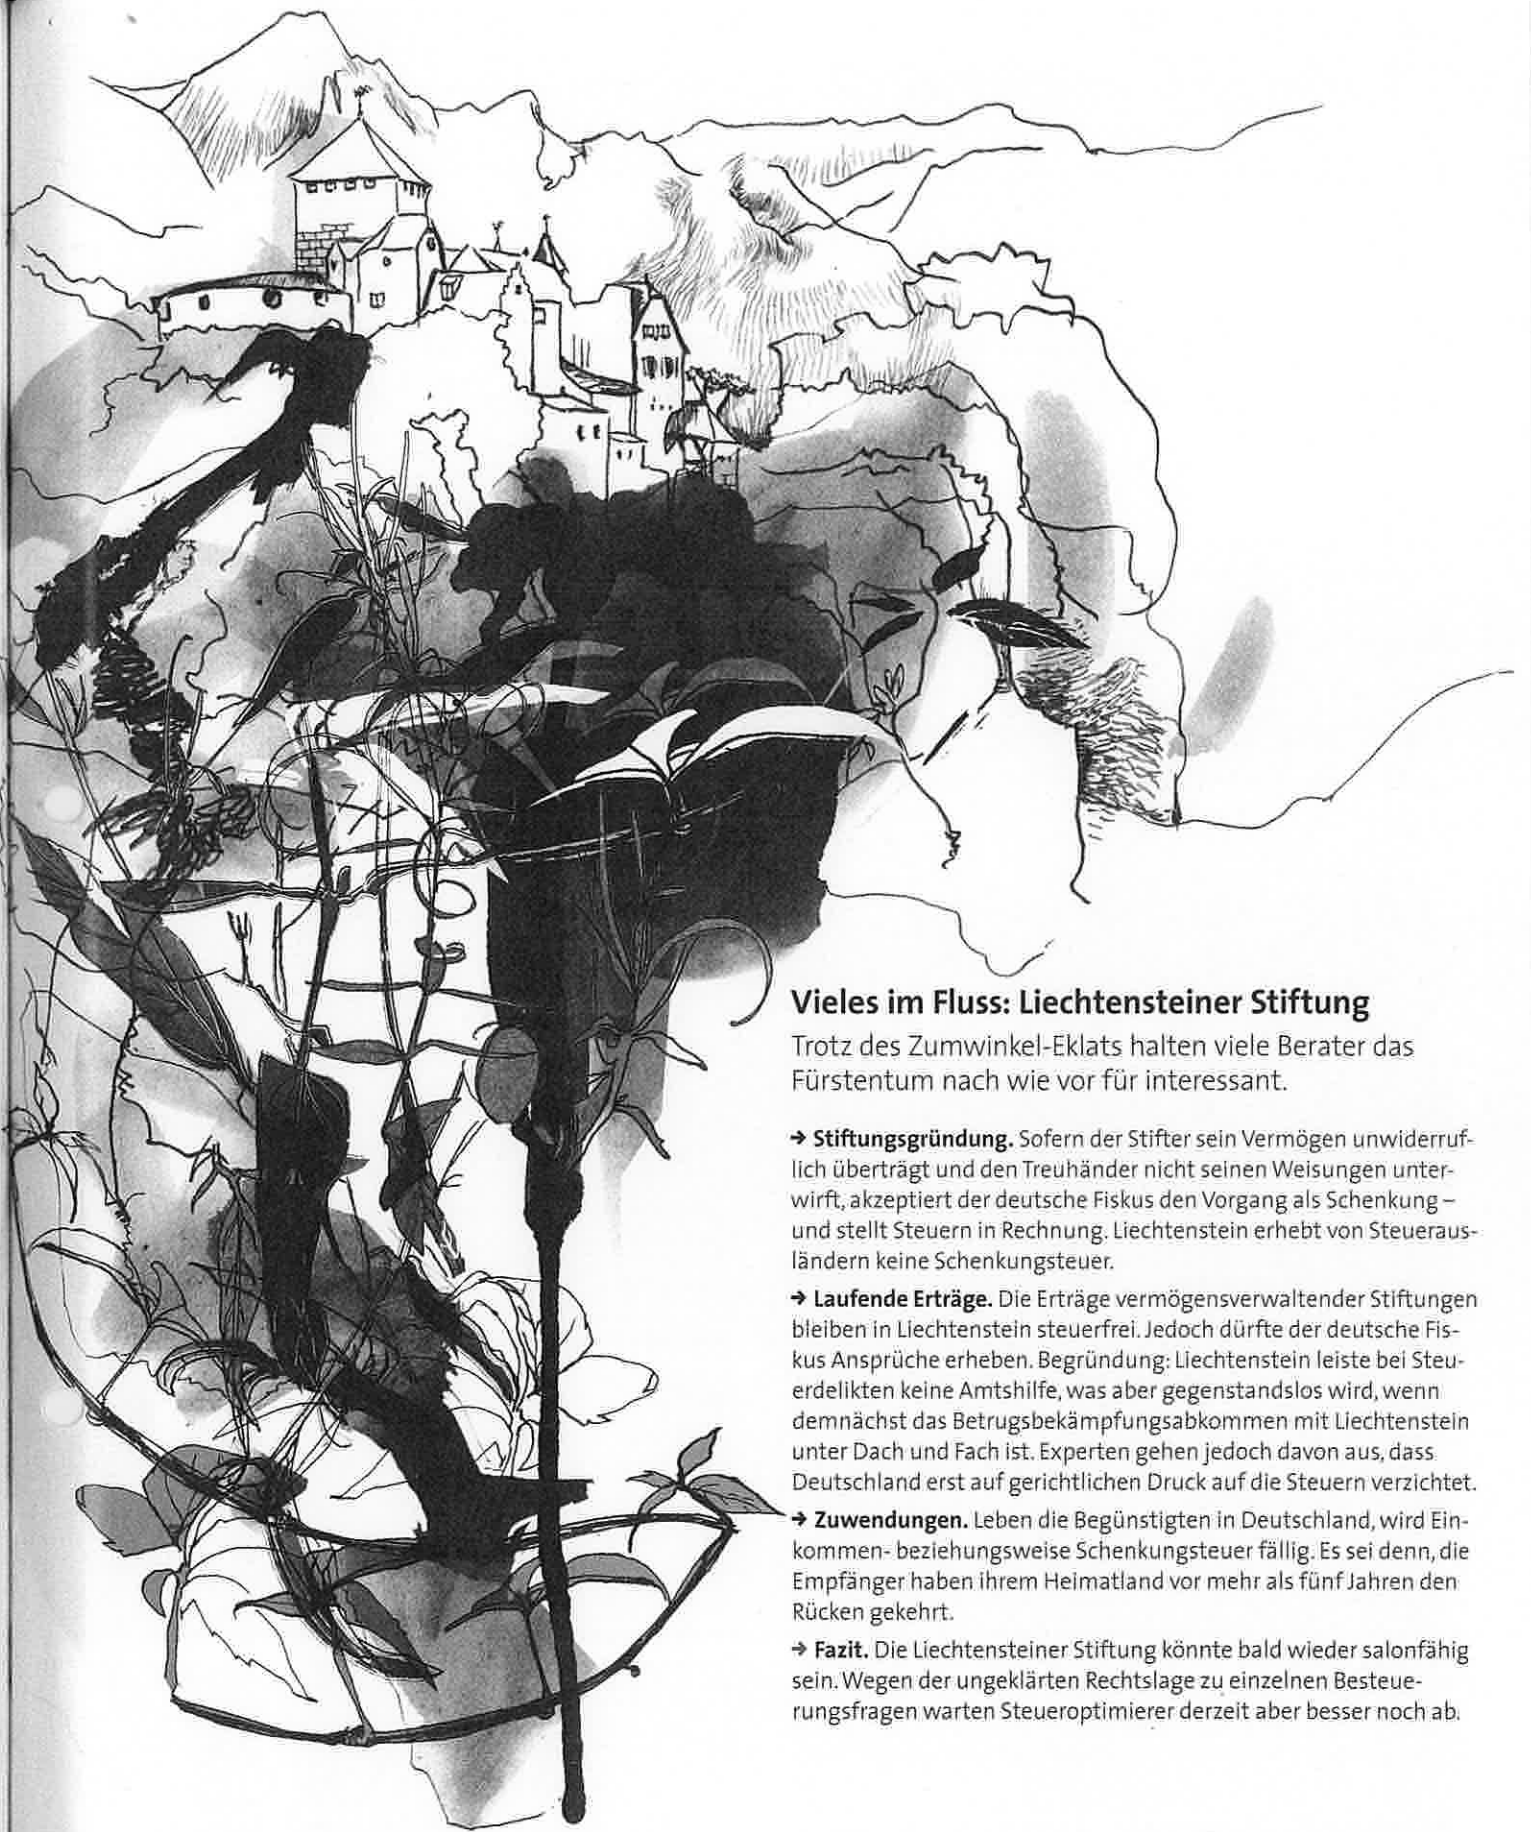 Vieles im Fluss: Liechtensteiner Stiftung
Trotz des Zumwinkel-Eklats halten viele Berater das
Fürstentum nach wie vor für interessant.
➔ Stiftungsgründung. Sofern der Stifter sein Vermögen unwiderruf-
lich überträgt und den Treuhänder nicht seinen Weisungen unter-
wirft, akzeptiert der deutsche Fiskus den Vorgang als Schenkung –
und stellt Steuern in Rechnung. Liechtenstein erhebt von Steueraus-
ländern keine Schenkungsteuer.
➔ Laufende Erträge. Die Erträge vermögensverwaltender Stiftungen
bleiben in Liechtenstein steuerfrei. Jedoch dürfte der deutsche Fis-
kus Ansprüche erheben. Begründung: Liechtenstein leiste bei Steu-
erdelikten keine Amtshilfe, was aber gegenstandslos wird, wenn
demnächst das Betrugsbekämpfungsabkommen mit Liechtenstein
unter Dach und Fach ist. Experten gehen jedoch davon aus, dass
Deutschland erst auf gerichtlichen Druck auf die Steuern verzichtet.
➔ Zuwendungen. Leben die Begünstigten in Deutschland, wird Ein-
kommen- beziehungsweise Schenkungsteuer fällig. Es sei denn, die
Empfänger haben ihrem Heimatland vor mehr als fünf Jahren den
Rücken gekehrt.
➔ Fazit. Die Liechtensteiner Stiftung könnte bald wieder salonfähig
sein. Wegen der ungeklärten Rechtslage zu einzelnen Besteue-
rungsfragen warten Steueroptimierer derzeit aber besser noch ab.